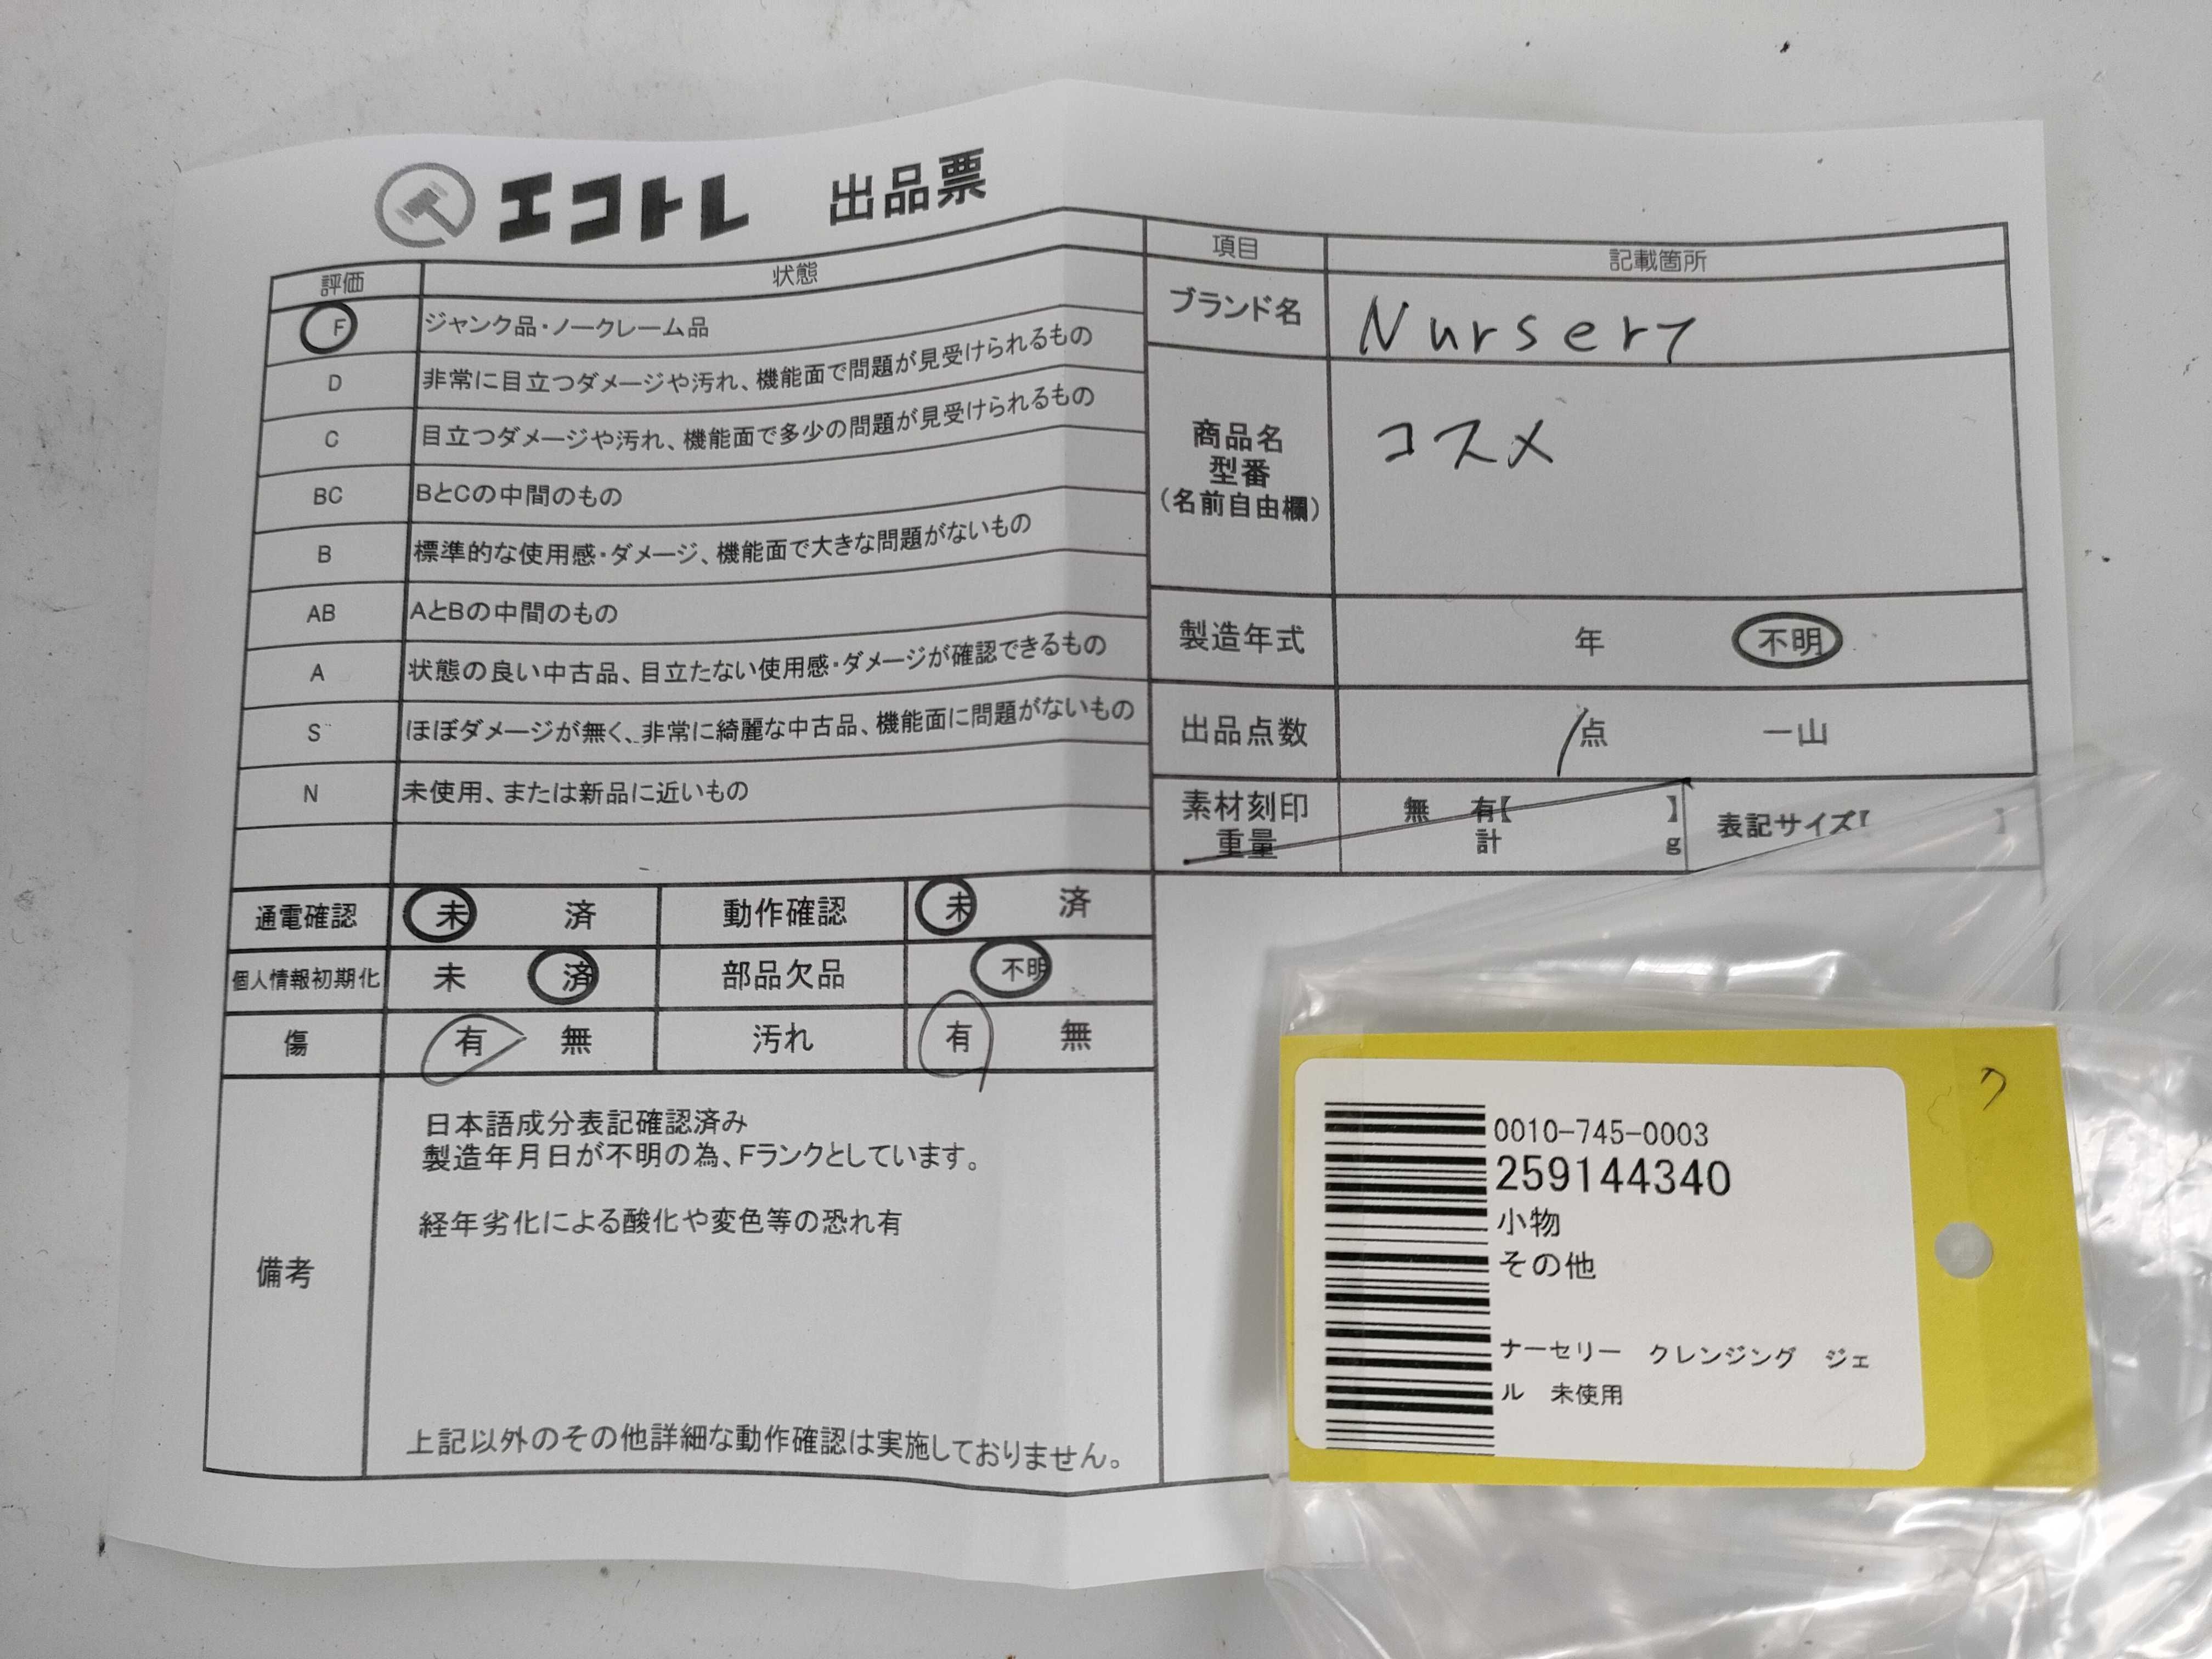 エコトレ 出品票
評価 状態
F ジャンク品・ノークレーム品
D 非常に目立つダメージや汚れ、機能面で問題が見受けられるもの
C 目立つダメージや汚れ、機能面で多少の問題が見受けられるもの
BC BとCの中間のもの
B 標準的な使用感・ダメージ、機能面で大きな問題がないもの
AB AとBの中間のもの
A 状態の良い中古品、目立たない使用感・ダメージが確認できるもの
S ほぼダメージが無く、非常に綺麗な中古品、機能面に問題がないもの
N 未使用、または新品に近いもの
通電確認 未 済 動作確認 未 済
個人情報初期化 未 済 部品欠品 不明
傷 有 無 汚れ 有 無
備考
日本語成分表記確認済み
製造年月日が不明の為、Fランクとしています。
経年劣化による酸化や変色等の恐れ有
上記以外のその他詳細な動作確認は実施しておりません。
項目 記載箇所
ブランド名 Nursery
商品名
型番
(名前自由欄)
コスメ
製造年式 年 不明
出品点数 1点 一山
素材刻印 無 有【 】
重量 計 g
表記サイズ【 】
0010-745-0003
259144340
小物
その他
ナーセリー クレンジング ジェ
ル 未使用